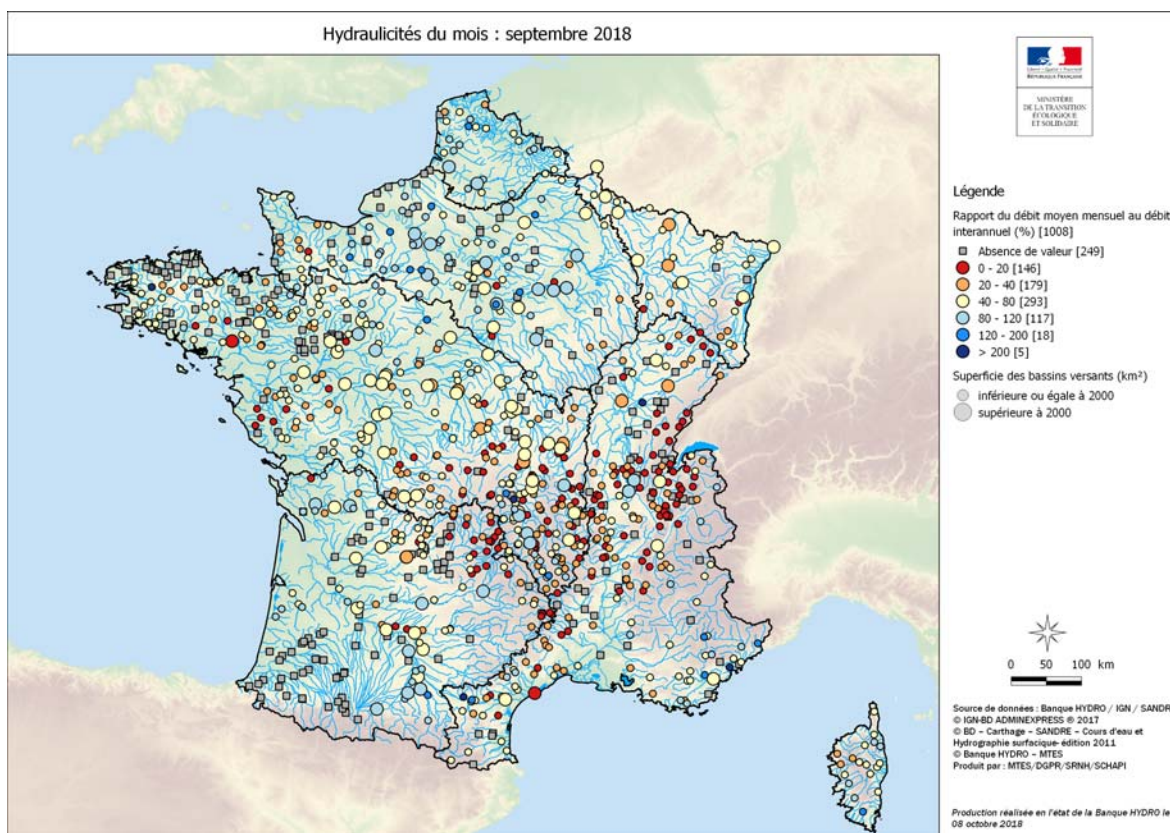 Hydraulicités du mois : septembre 2018
Liberté • Égalité • Fraternité
RÉPUBLIQUE FRANÇAISE
MINISTÈRE
DE LA TRANSITION
ÉCOLOGIQUE
ET SOLIDAIRE
Légende
Rapport du débit moyen mensuel au débit
interannuel (%) [1008]
Absence de valeur [249]
0 - 20 [146]
20 - 40 [179]
40 - 80 [293]
80 - 120 [117]
120 - 200 [18]
> 200 [5]
Superficie des bassins versants (km²)
inférieure ou égale à 2000
supérieure à 2000
0 50 100 km
Source de données : Banque HYDRO / IGN / SANDRE
© IGN-BD ADMINEXPRESS ® 2017
© BD – Carthage – SANDRE – Cours d'eau et
Hydrographie surfacique- édition 2011
© Banque HYDRO – MTES
Produit par : MTES/DGPR/SRNH/SCHAPI
Production réalisée en l'état de la Banque HYDRO le
08 octobre 2018